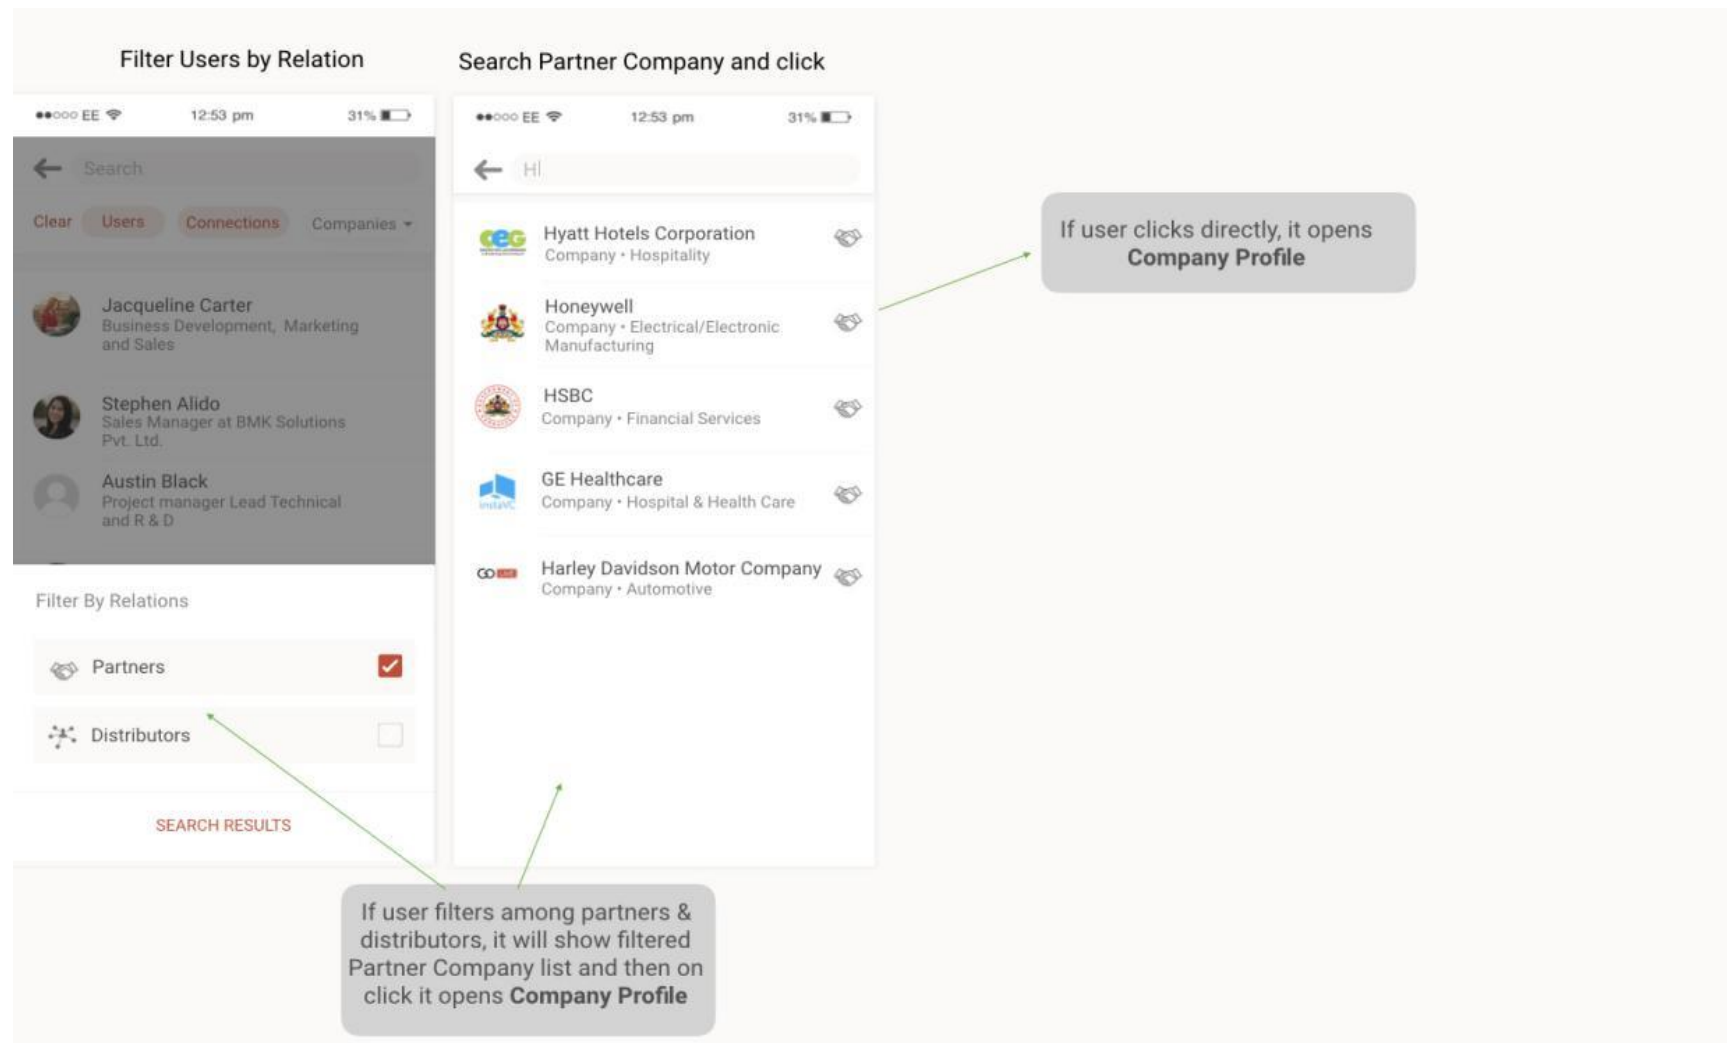 Filter Users by Relation
EE 12:53 pm 31%
Search
Clear Users Connections Companies
Jacqueline Carter
Business Development, Marketing
and Sales
Stephen Alido
Sales Manager at BMK Solutions
Pvt. Ltd.
Austin Black
Project manager Lead Technical
and R & D
Filter By Relations
Partners
Distributors
SEARCH RESULTS
Search Partner Company and click
EE 12:53 pm 31%
H
Hyatt Hotels Corporation
Company • Hospitality
Honeywell
Company • Electrical/Electronic
Manufacturing
HSBC
Company • Financial Services
instaVC
GE Healthcare
Company • Hospital & Health Care
GO LIVE
Harley Davidson Motor Company
Company • Automotive
If user clicks directly, it opens
Company Profile
If user filters among partners &
distributors, it will show filtered
Partner Company list and then on
click it opens Company Profile